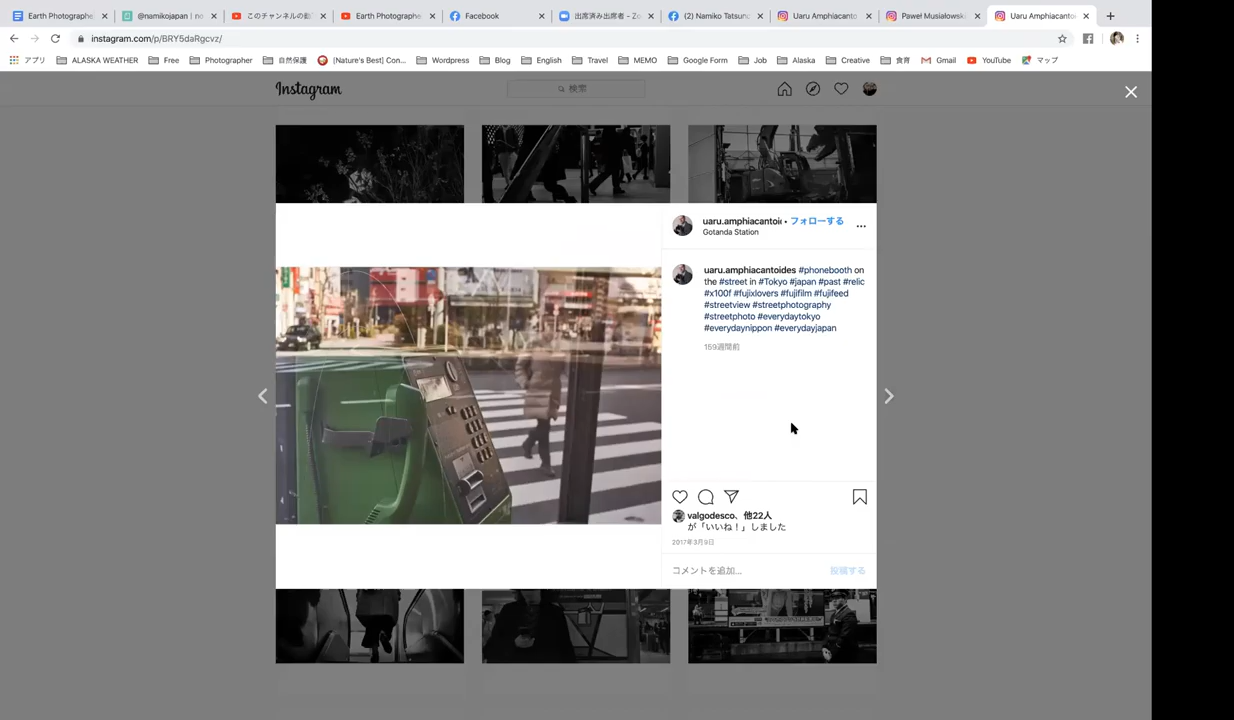 Earth Photographe
@namikojapan | no
このチャンネルの動
Earth Photographe
Facebook
出席済み出席者 - Zo
(2) Namiko Tatsuno
Uaru Amphiacanto
Paweł Musiałowsk
Uaru Amphiacanto
instagram.com/p/BRY5daRgcvz/
アプリ
ALASKA WEATHER
Free
Photographer
自然保護
[Nature's Best] Con...
Wordpress
Blog
English
Travel
MEMO
Google Form
Job
Alaska
Creative
食育
Gmail
YouTube
マップ
Instagram
検索
uaru.amphiacantoi • フォローする
Gotanda Station
uaru.amphiacantoides #phonebooth on
the #street in #Tokyo #japan #past #relic
#x100f #fujixlovers #fujifilm #fujifeed
#streetview #streetphotography
#streetphoto #everydaytokyo
#everydaynippon #everydayjapan
159週間前
valgodesco、他22人
が「いいね！」しました
2017年3月9日
コメントを追加... 投稿する